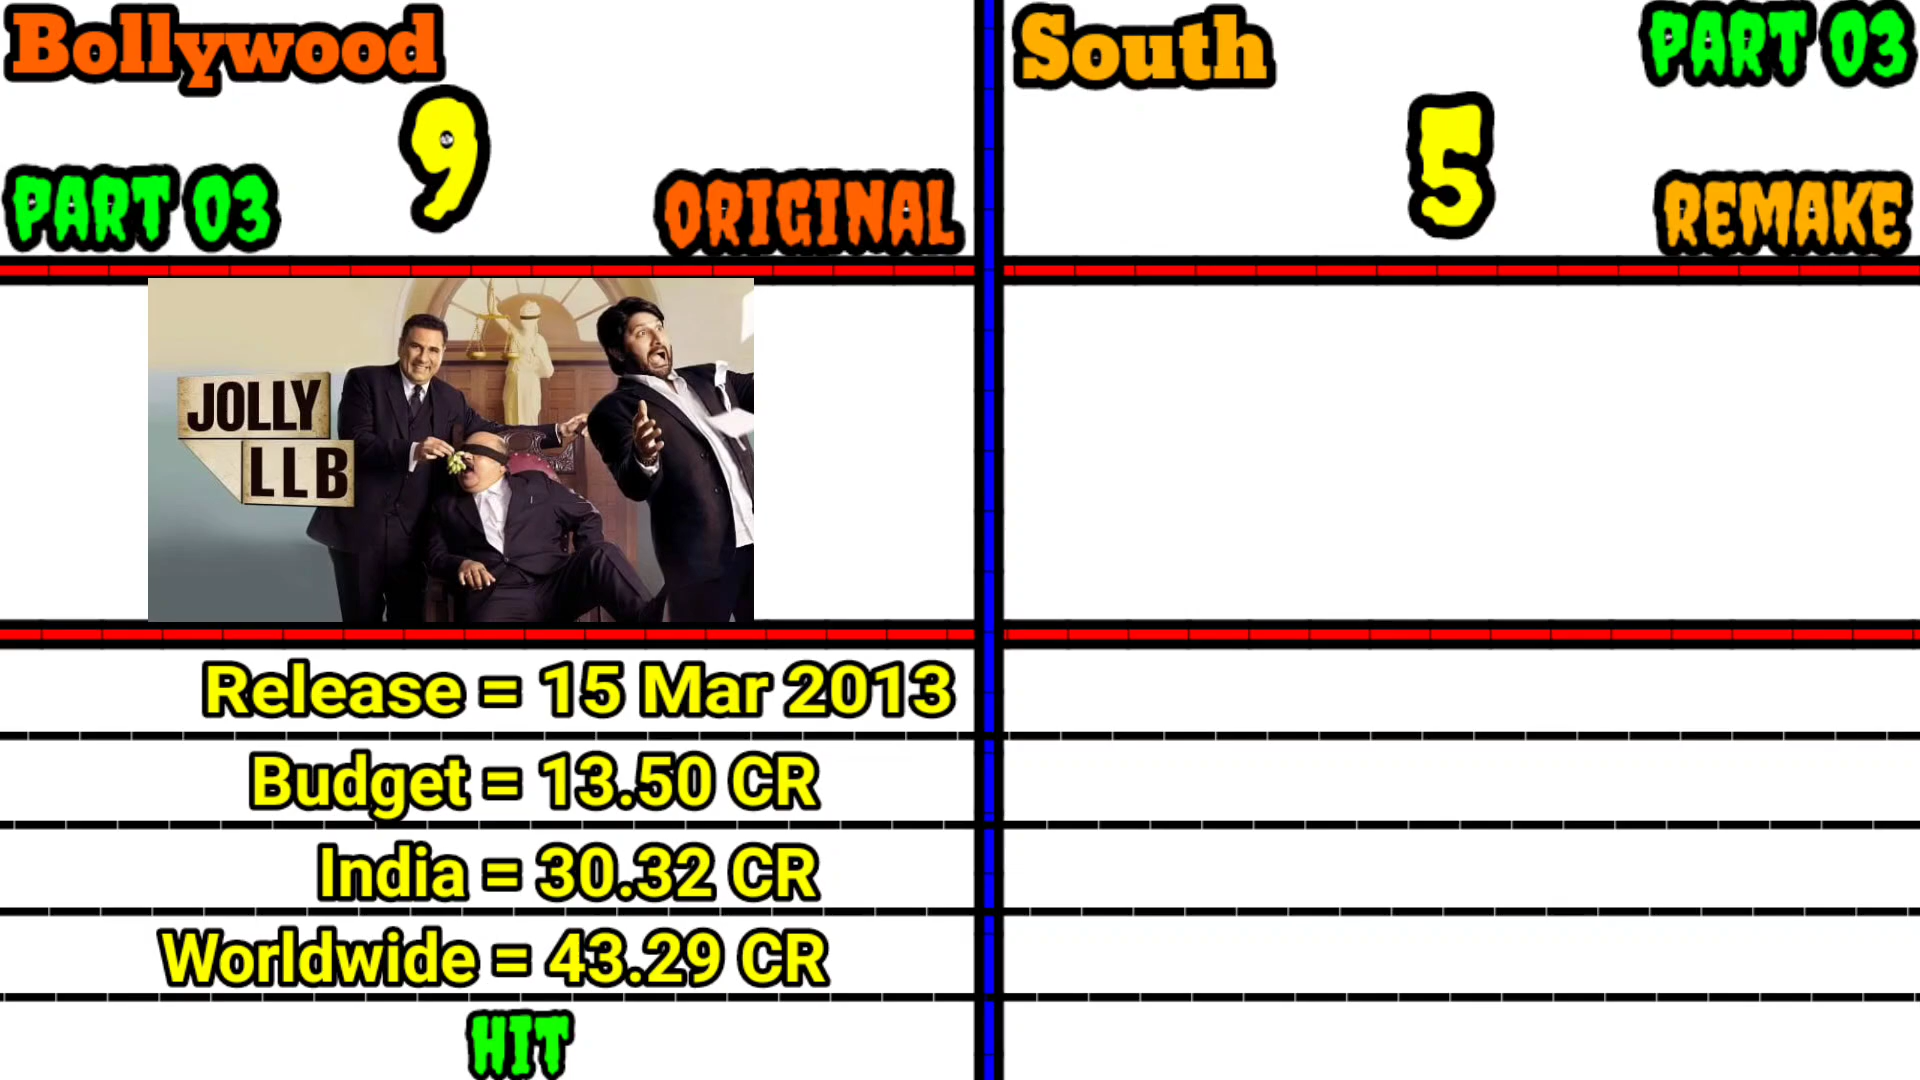 Bollywood
9
PART 03
ORIGINAL
South
PART 03
5
REMAKE
JOLLY
LLB
Release = 15 Mar 2013
Budget = 13.50 CR
India = 30.32 CR
Worldwide = 43.29 CR
HIT